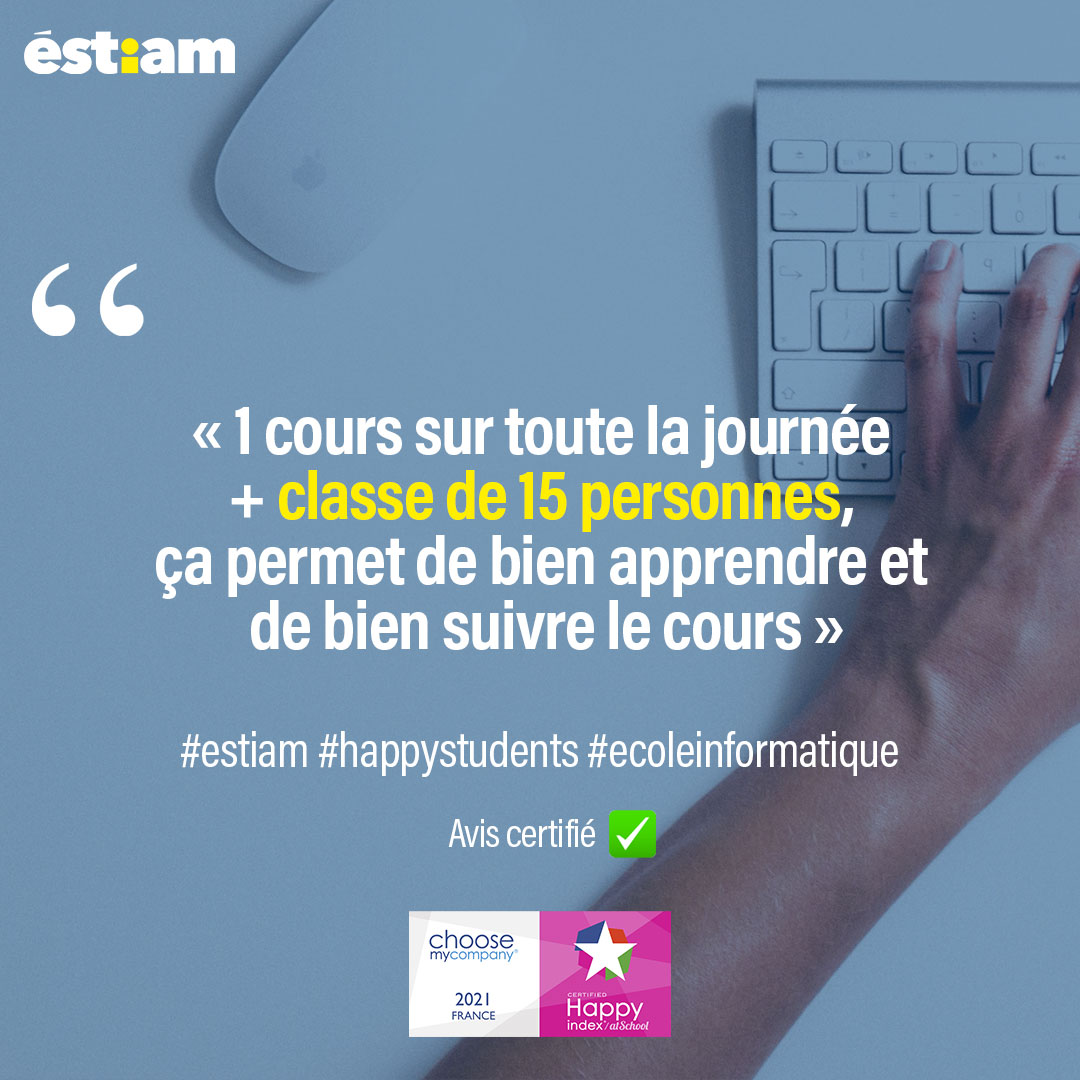 éstiam
“
« 1 cours sur toute la journée
+ classe de 15 personnes,
ça permet de bien apprendre et
de bien suivre le cours »
#estiam #happystudents #ecoleinformatique
Avis certifié ✅
choose
mycompany®
2021
FRANCE
CERTIFIED
Happy
index®/atSchool